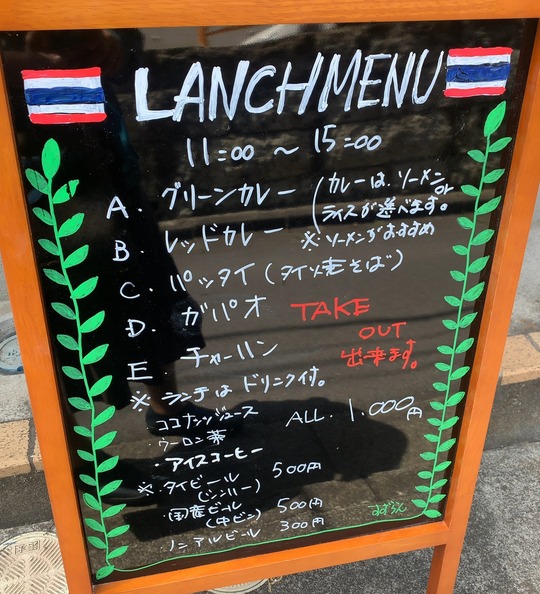 LANCHMENU
11:00 ~ 15:00
A. グリーンカレー (カレーは、ソーメン or
ライスが選べます。
B. レッドカレー ※ソーメンがおすすめ
C. パッタイ (タイ焼そば)
D. ガパオ
TAKE
OUT
出来ます。
E. チャーハン
※ランチはドリンク付。
ココナッツジュース
・ウーロン茶
・アイスコーヒー
ALL. 1.000円
※.タイビール 500円
(シンハー)
・国産ビール 500円
(中ビン)
ノンアルビール 300円
すずらん